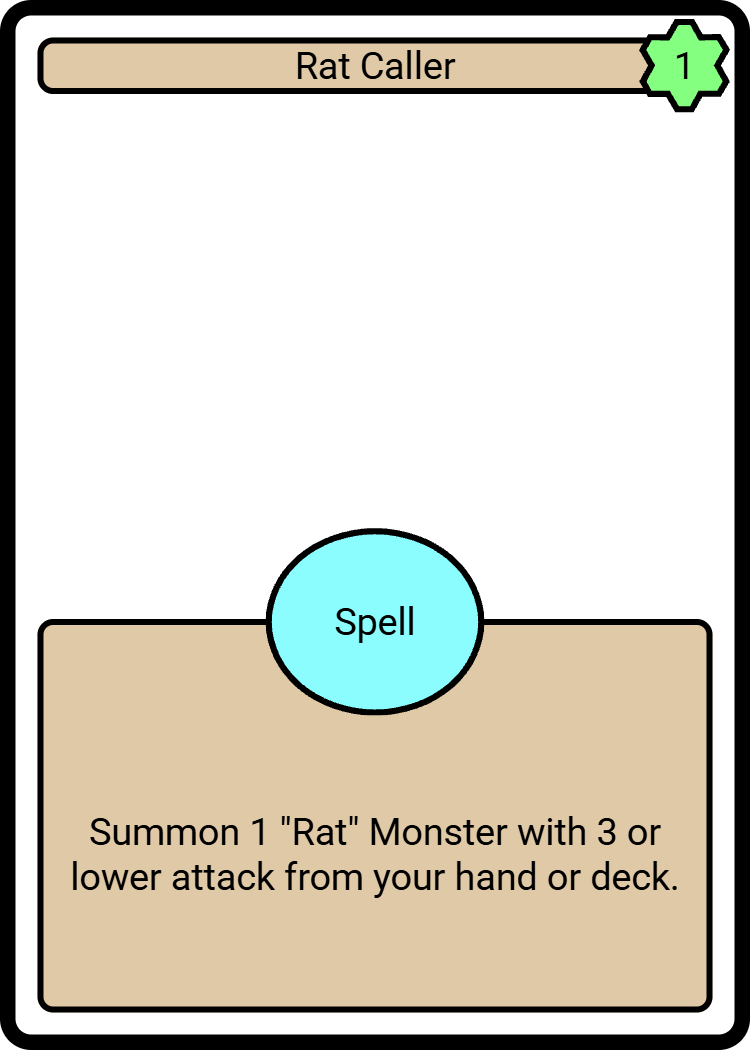 Rat Caller
1
Spell
Summon 1 "Rat" Monster with 3 or
lower attack from your hand or deck.